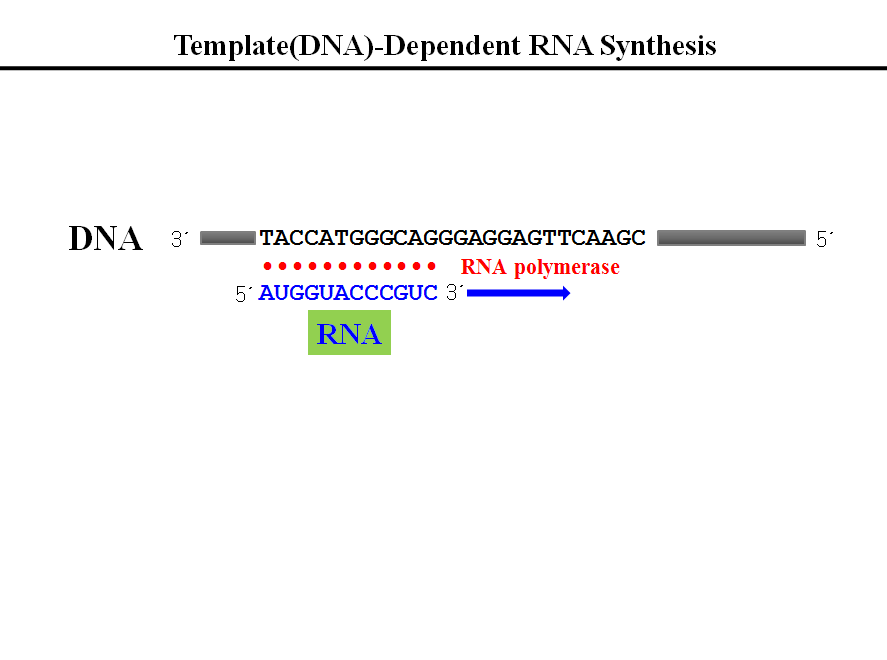 Template(DNA)-Dependent RNA Synthesis
DNA 3´ TACCATGGGCAGGGAGGAGTTCAAGC 5´
RNA polymerase
5´ AUGGUACCCGUC 3´
RNA